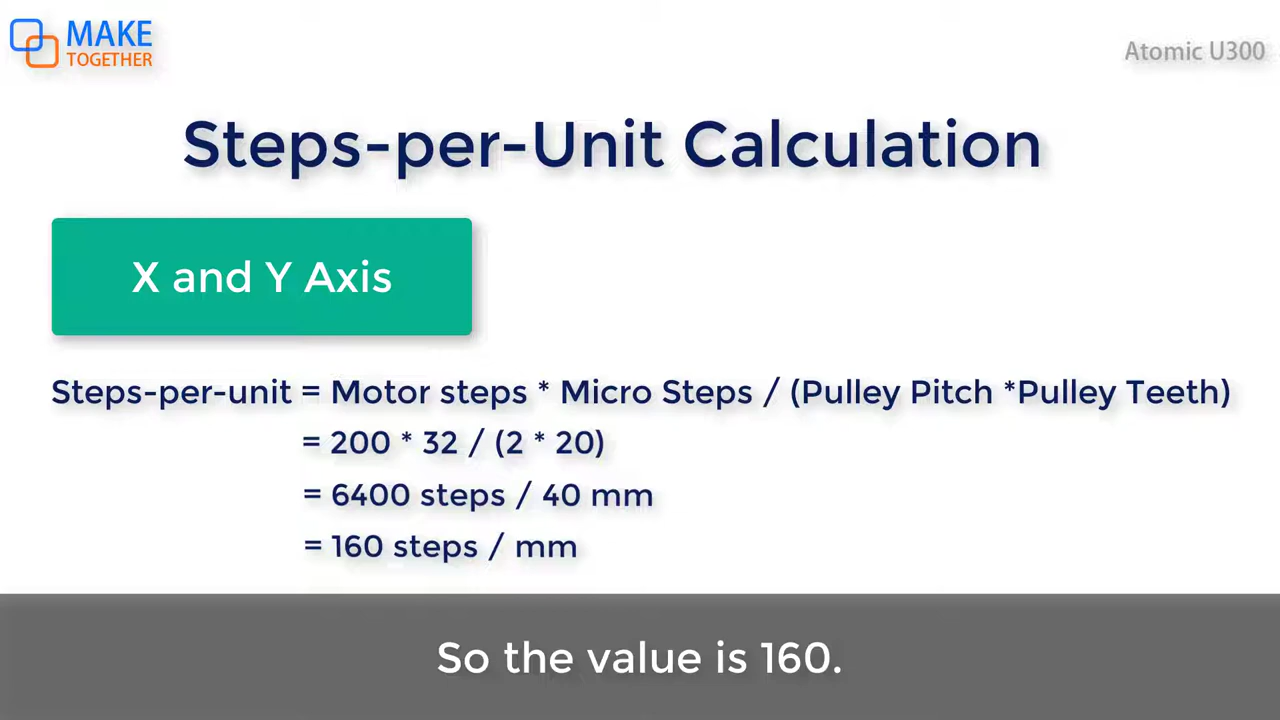 MAKE
TOGETHER
Atomic U300
Steps-per-Unit Calculation
X and Y Axis
Steps-per-unit = Motor steps * Micro Steps / (Pulley Pitch *Pulley Teeth)
= 200 * 32 / (2 * 20)
= 6400 steps / 40 mm
= 160 steps / mm
So the value is 160.